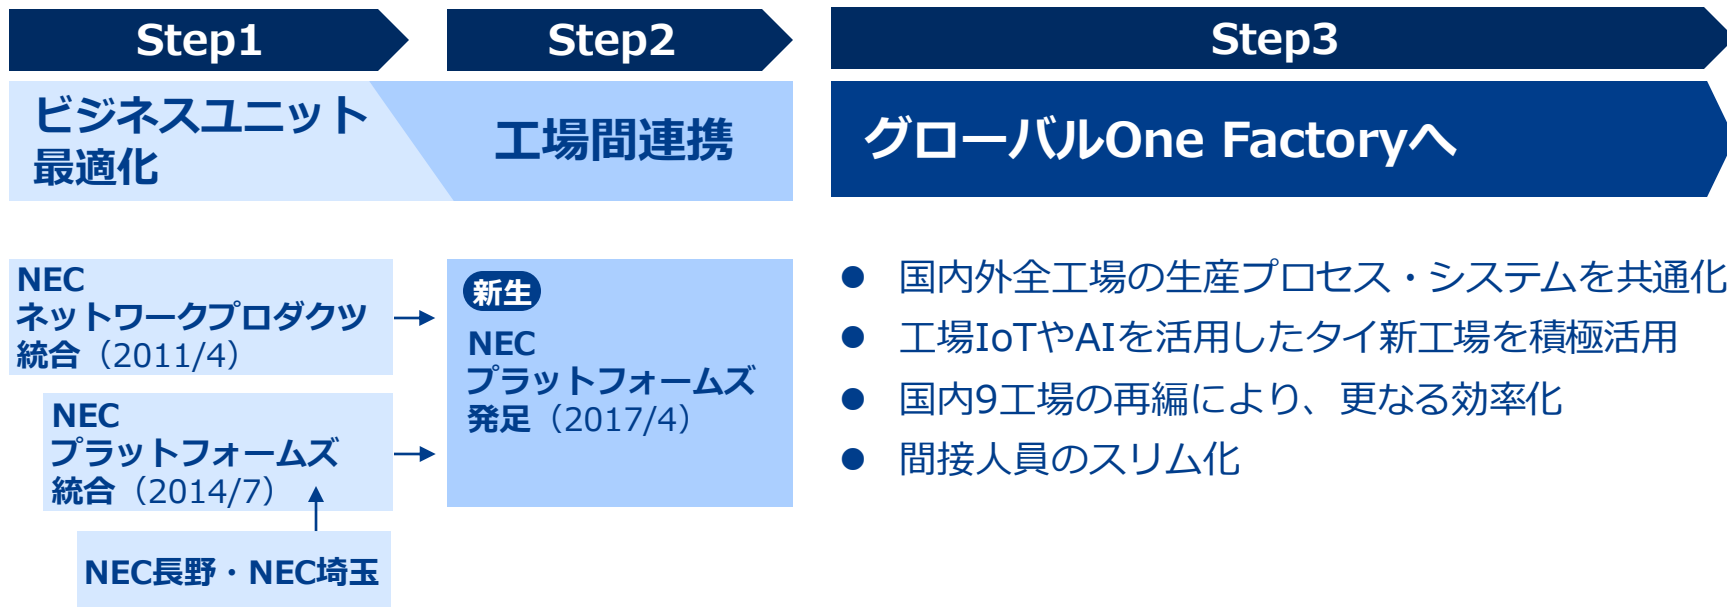 Step1
ビジネスユニット
最適化
NEC
ネットワークプロダクツ
統合（2011/4）
NEC
プラットフォームズ
統合（2014/7）
NEC長野・NEC埼玉
Step2
工場間連携
新生
NEC
プラットフォームズ
発足（2017/4）
Step3
グローバルOne Factoryへ
● 国内外全工場の生産プロセス・システムを共通化
● 工場IoTやAIを活用したタイ新工場を積極活用
● 国内9工場の再編により、更なる効率化
● 間接人員のスリム化